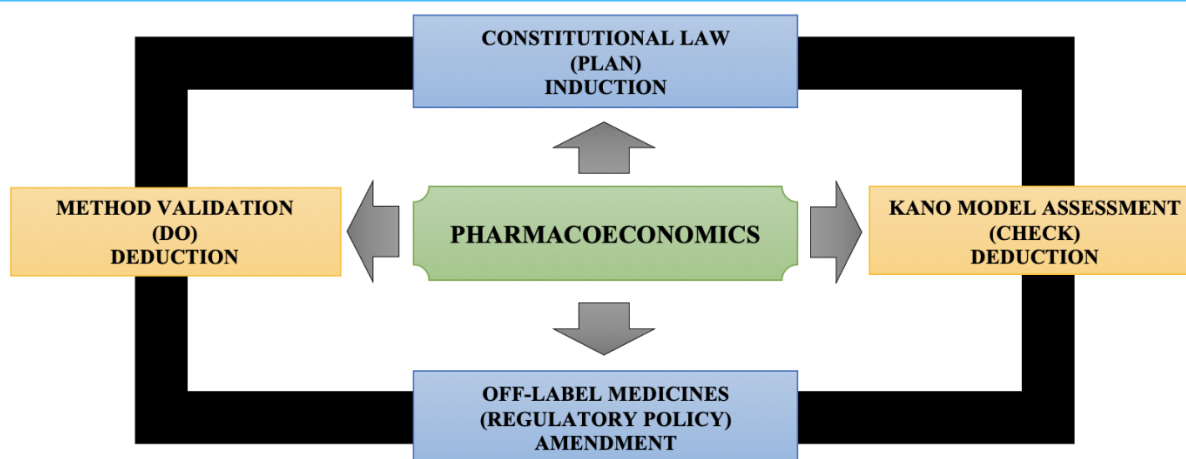 CONSTITUTIONAL LAW
(PLAN)
INDUCTION
METHOD VALIDATION
(DO)
DEDUCTION
PHARMACOECONOMICS
KANO MODEL ASSESSMENT
(CHECK)
DEDUCTION
OFF-LABEL MEDICINES
(REGULATORY POLICY)
AMENDMENT